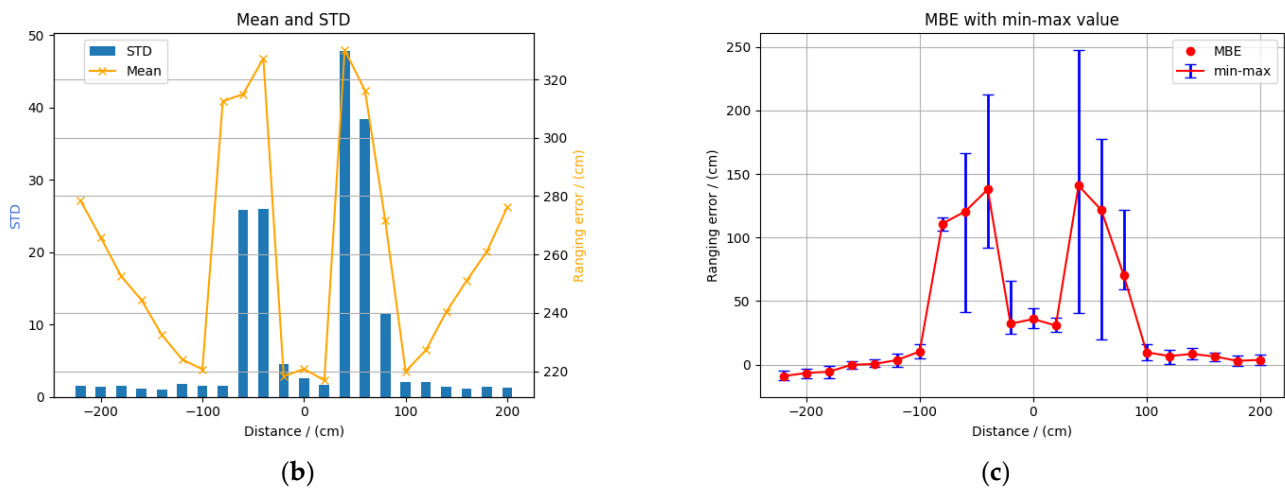 Mean and STD
50
40
30
20
10
0
STD
STD
Mean
320
300
280
260
240
220
Ranging error / (cm)
−200 −100 0 100 200
Distance / (cm)
(b)
MBE with min-max value
250
200
150
100
50
0
Ranging error / (cm)
MBE
min-max
−200 −100 0 100 200
Distance / (cm)
(c)